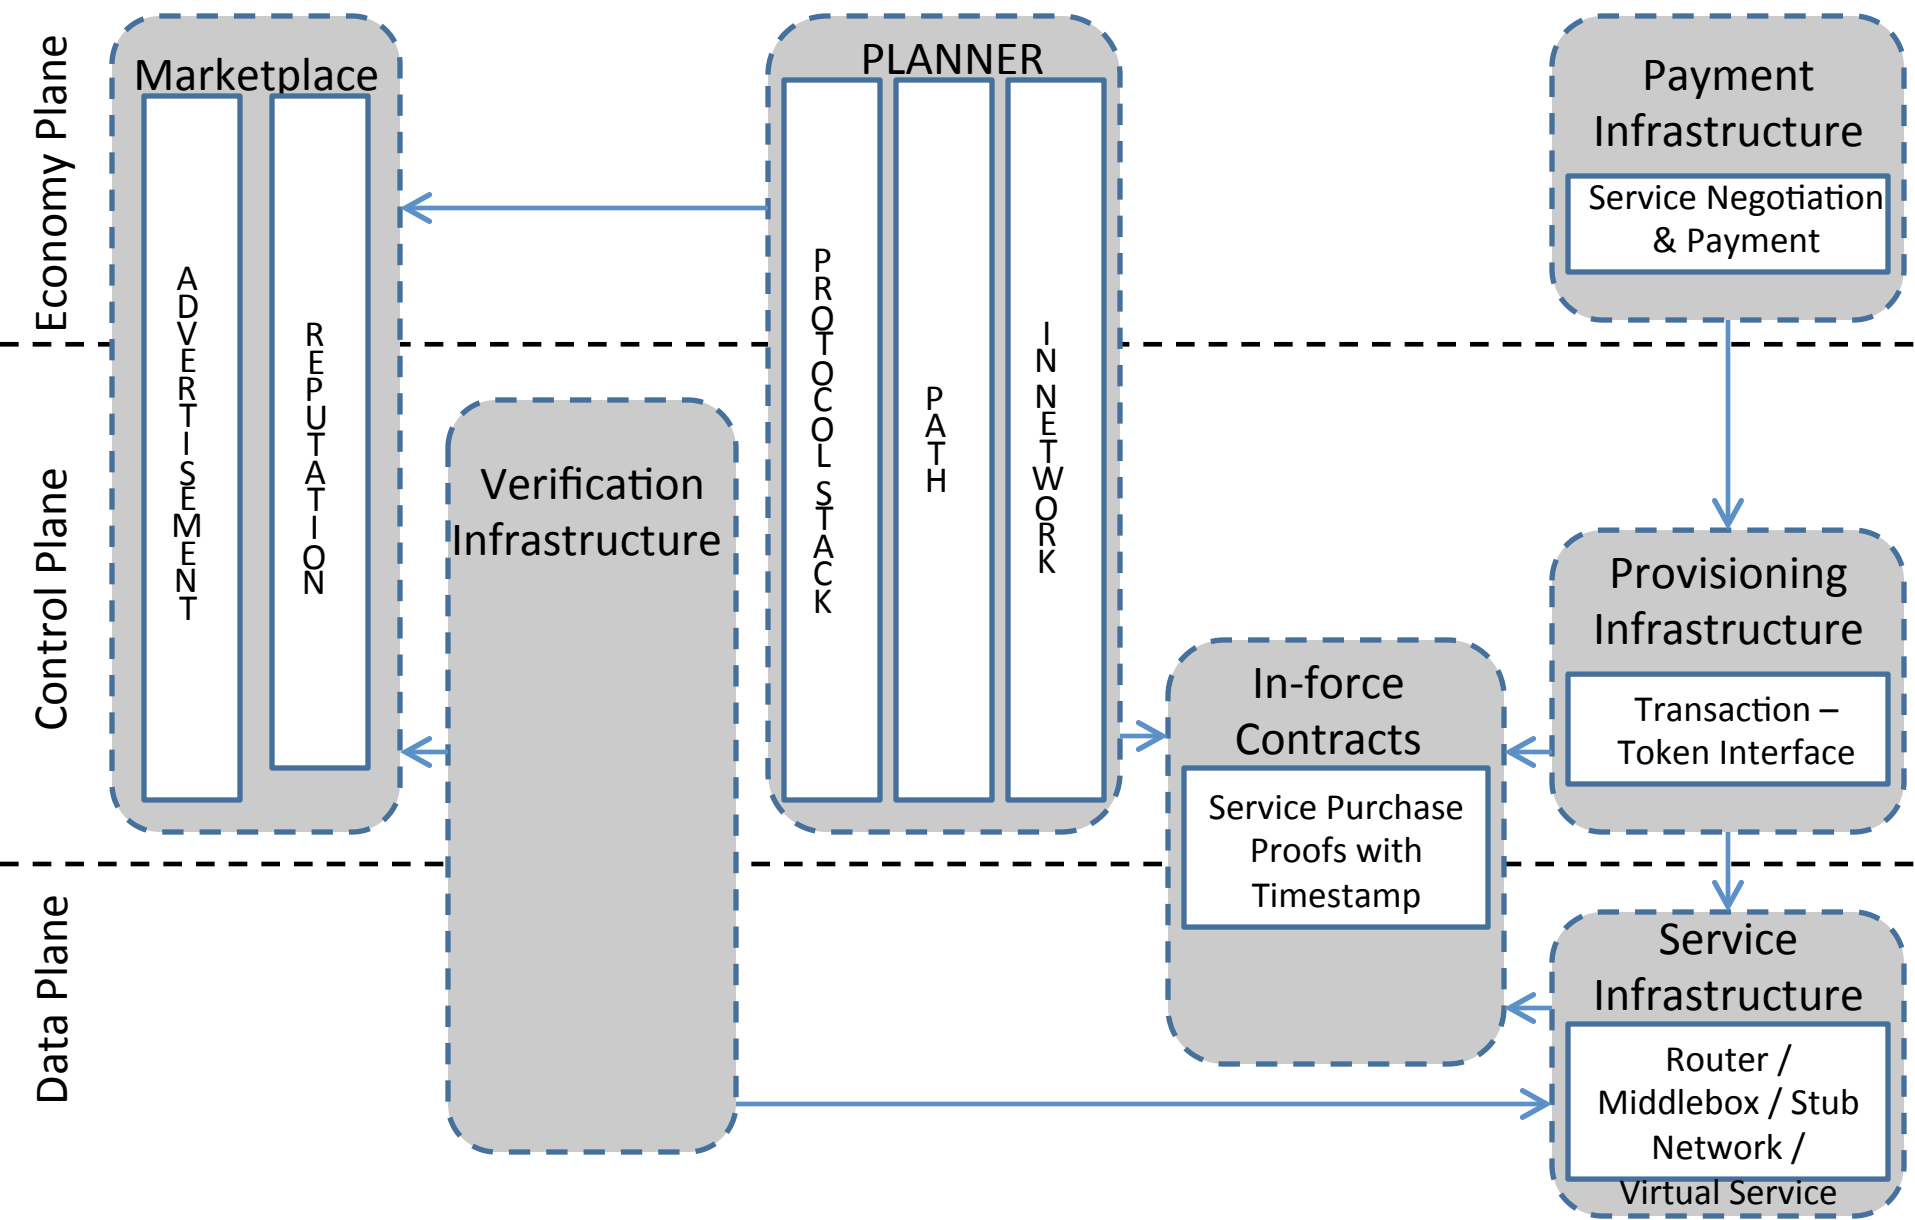 Economy Plane
Control Plane
Data Plane
Marketplace
ADVERTISEMENT
REPUTATION
Verification
Infrastructure
PLANNER
PROTOCOL STACK
PATH
IN NETWORK
In-force
Contracts
Service Purchase
Proofs with
Timestamp
Payment
Infrastructure
Service Negotiation
& Payment
Provisioning
Infrastructure
Transaction –
Token Interface
Service
Infrastructure
Router /
Middlebox / Stub
Network /
Virtual Service